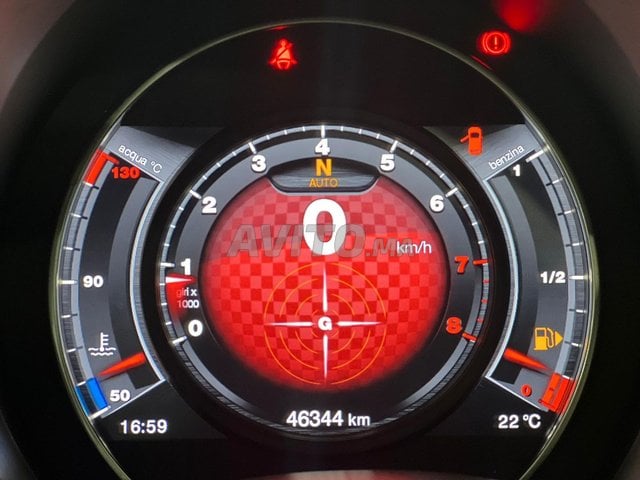 acqua °C
130
90
50
16:59
benzina
1
1/2
0
22 °C
0
1
2
3
4
5
6
7
8
giri x
1000
N
AUTO
0
km/h
G
46344 km
AVITO.MA